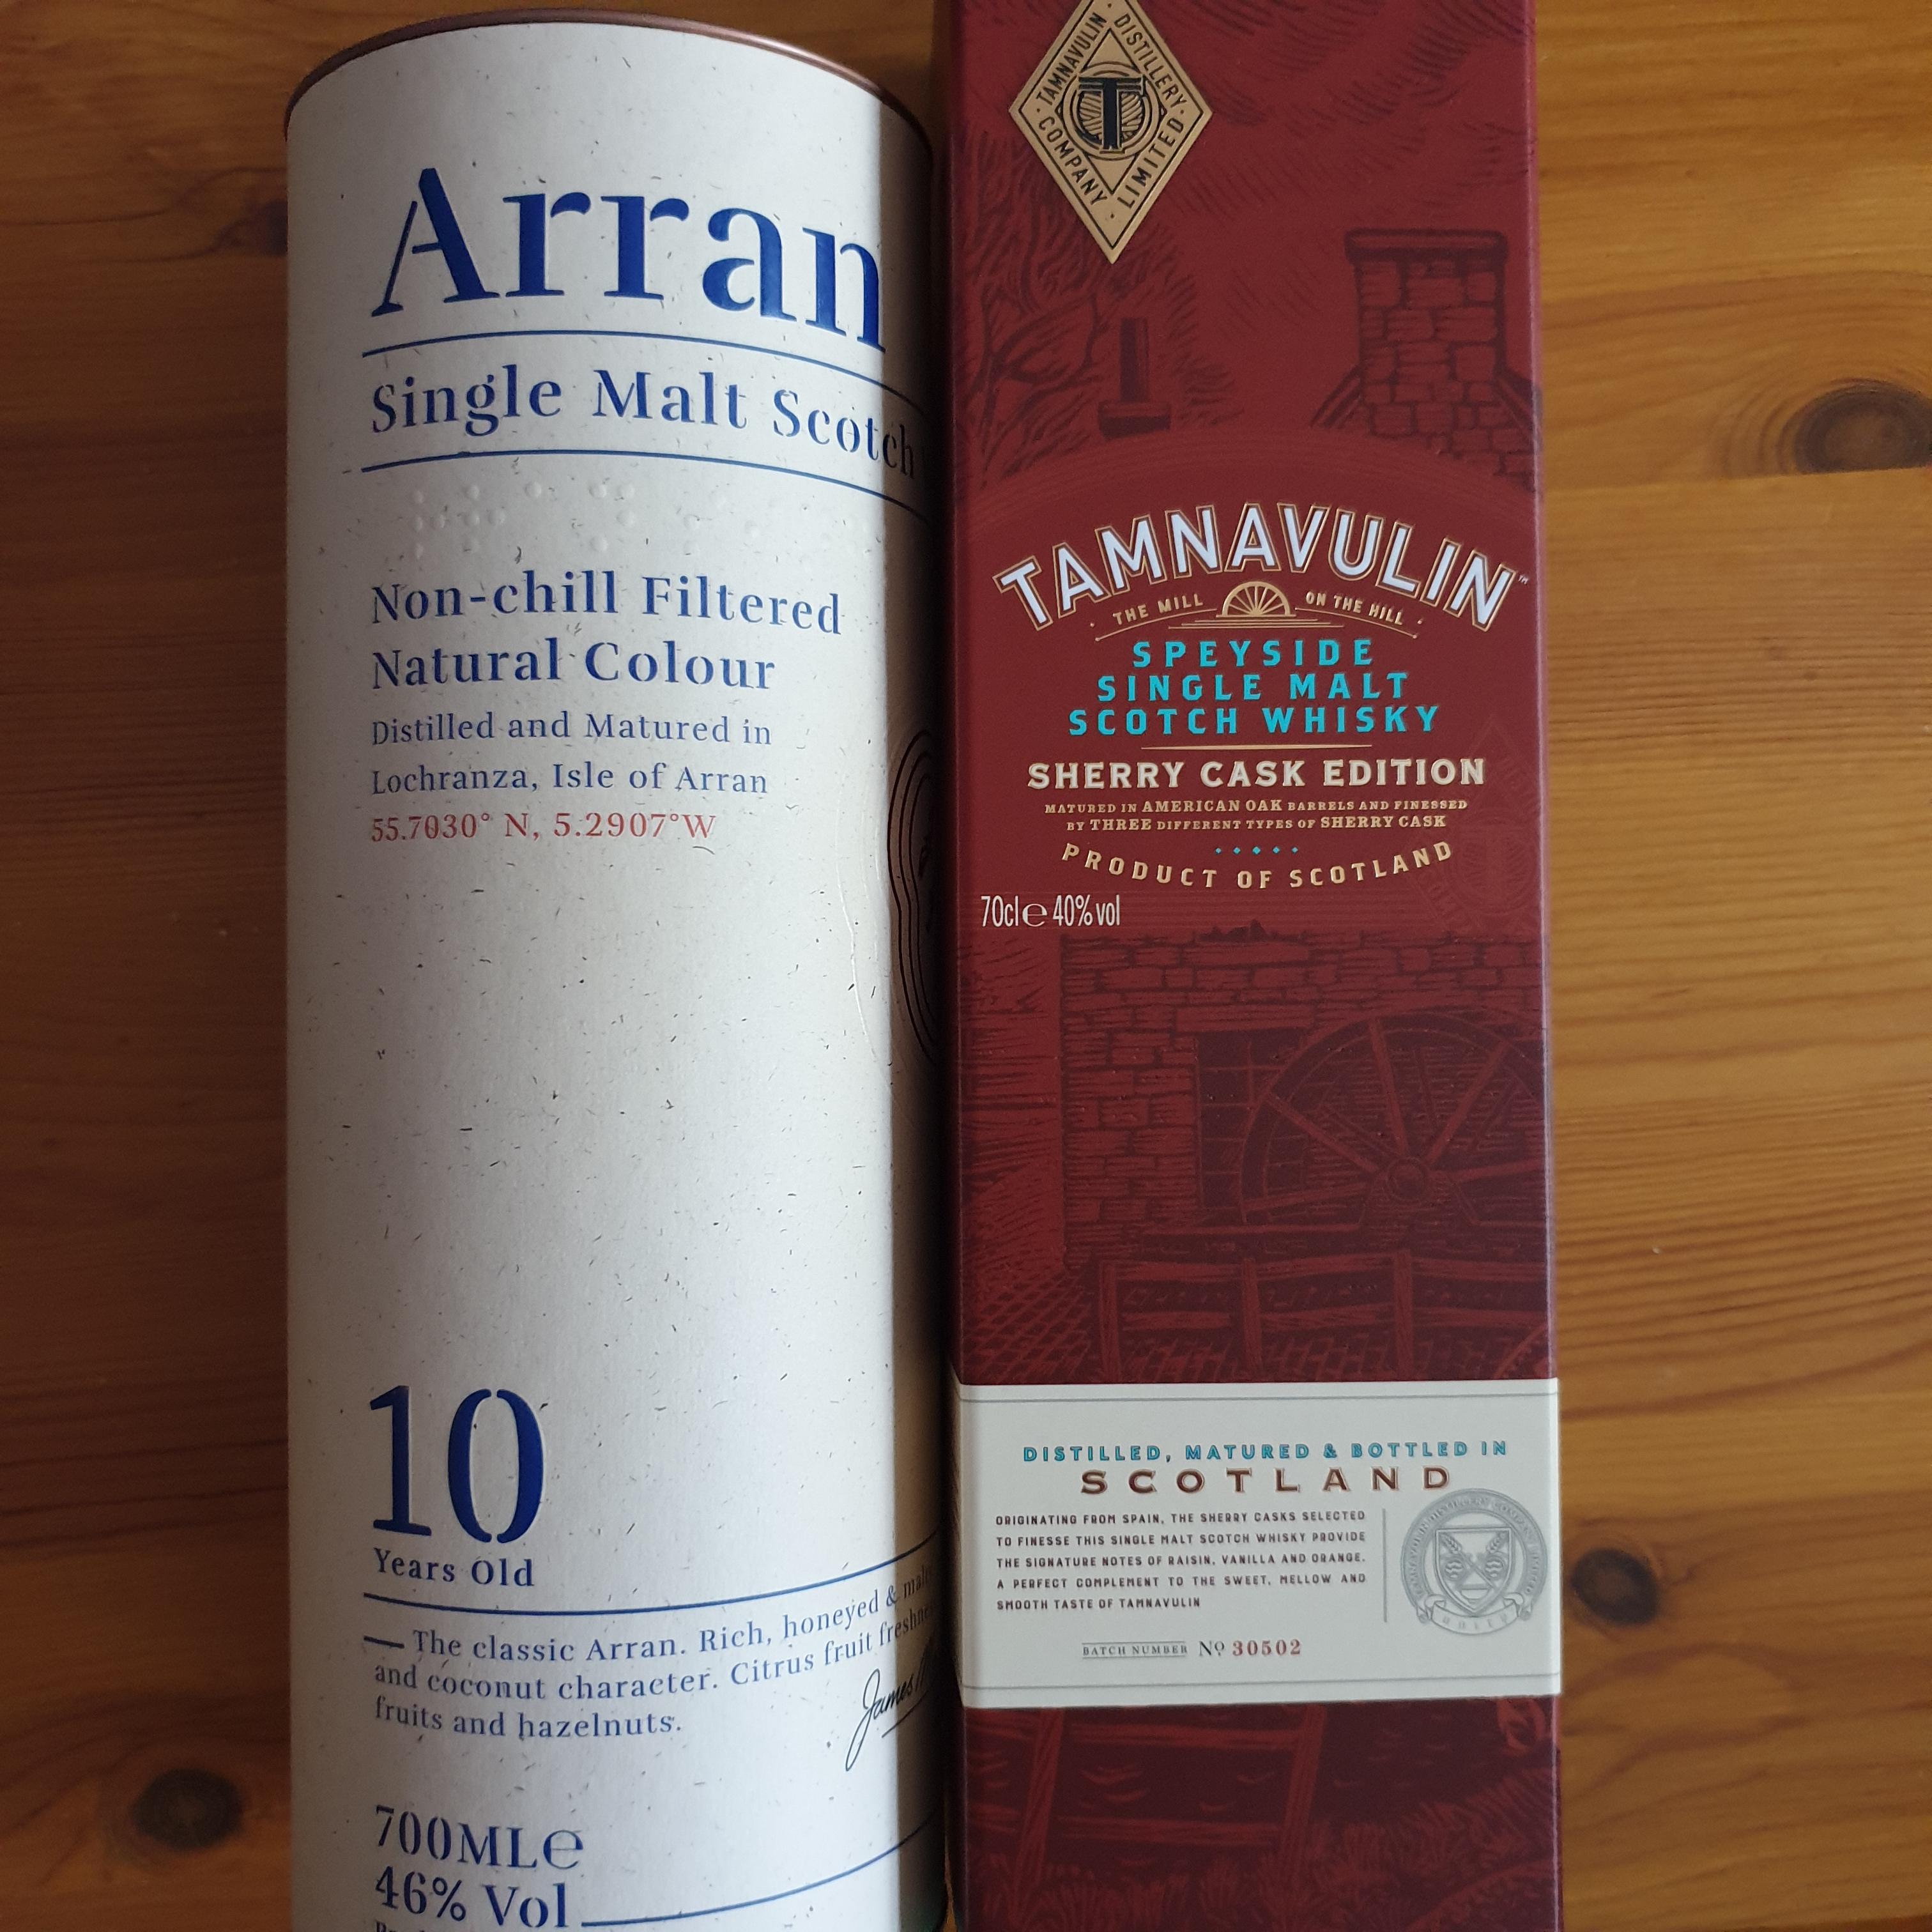 Arran
Single Malt Scotch
Non-chill Filtered
Natural Colour
Distilled and Matured in
Lochranza, Isle of Arran
55.7030° N, 5.2907°W
10
Years Old
— The classic Arran. Rich, honeyed &
and coconut character. Citrus fruit
fruits and hazelnuts.
James
700MLe
46% Vol
TAMNAVULIN DISTILLERY
COMPANY LIMITED
T
TAMNAVULIN™
THE MILL ON THE HILL
SPEYSIDE
SINGLE MALT
SCOTCH WHISKY
SHERRY CASK EDITION
MATURED IN AMERICAN OAK BARRELS AND FINESSED
BY THREE DIFFERENT TYPES OF SHERRY CASK
PRODUCT OF SCOTLAND
70cl e 40% vol
DISTILLED, MATURED & BOTTLED IN
SCOTLAND
ORIGINATING FROM SPAIN, THE SHERRY CASKS SELECTED
TO FINESSE THIS SINGLE MALT SCOTCH WHISKY PROVIDE
THE SIGNATURE NOTES OF RAISIN, VANILLA AND ORANGE.
A PERFECT COMPLEMENT TO THE SWEET, MELLOW AND
SMOOTH TASTE OF TAMNAVULIN
BATCH NUMBER Nº 30502